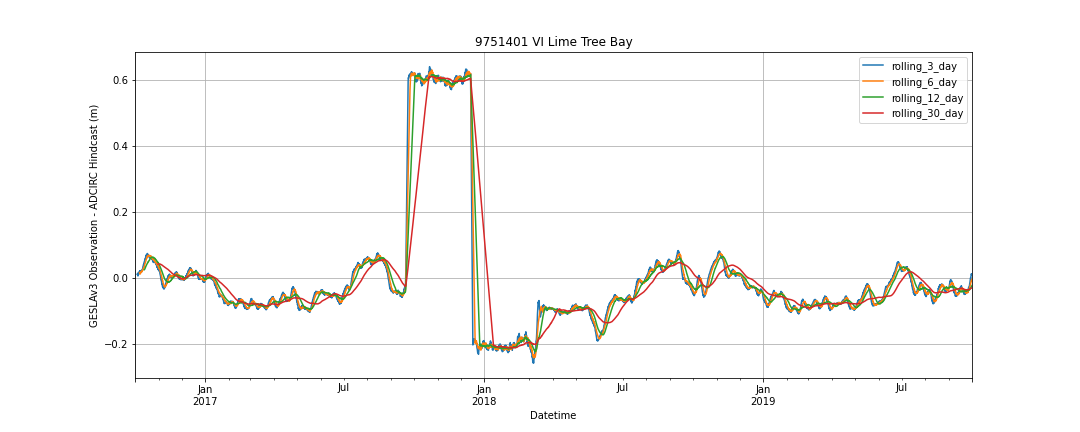 9751401 VI Lime Tree Bay
rolling_3_day
rolling_6_day
rolling_12_day
rolling_30_day
GESLAv3 Observation - ADCIRC Hindcast (m)
0.6
0.4
0.2
0.0
−0.2
Jan
2017
Jul
Jan
2018
Jul
Jan
2019
Jul
Datetime